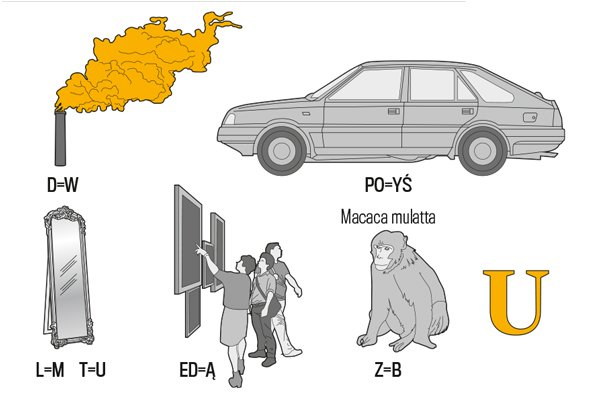 D=W
PO=YŚ
Macaca mulatta
L=M T=U
ED=Ą
Z=B
U